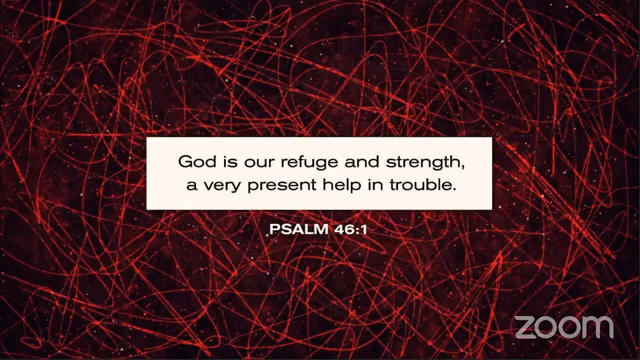 God is our refuge and strength,
a very present help in trouble.
PSALM 46:1
zoom